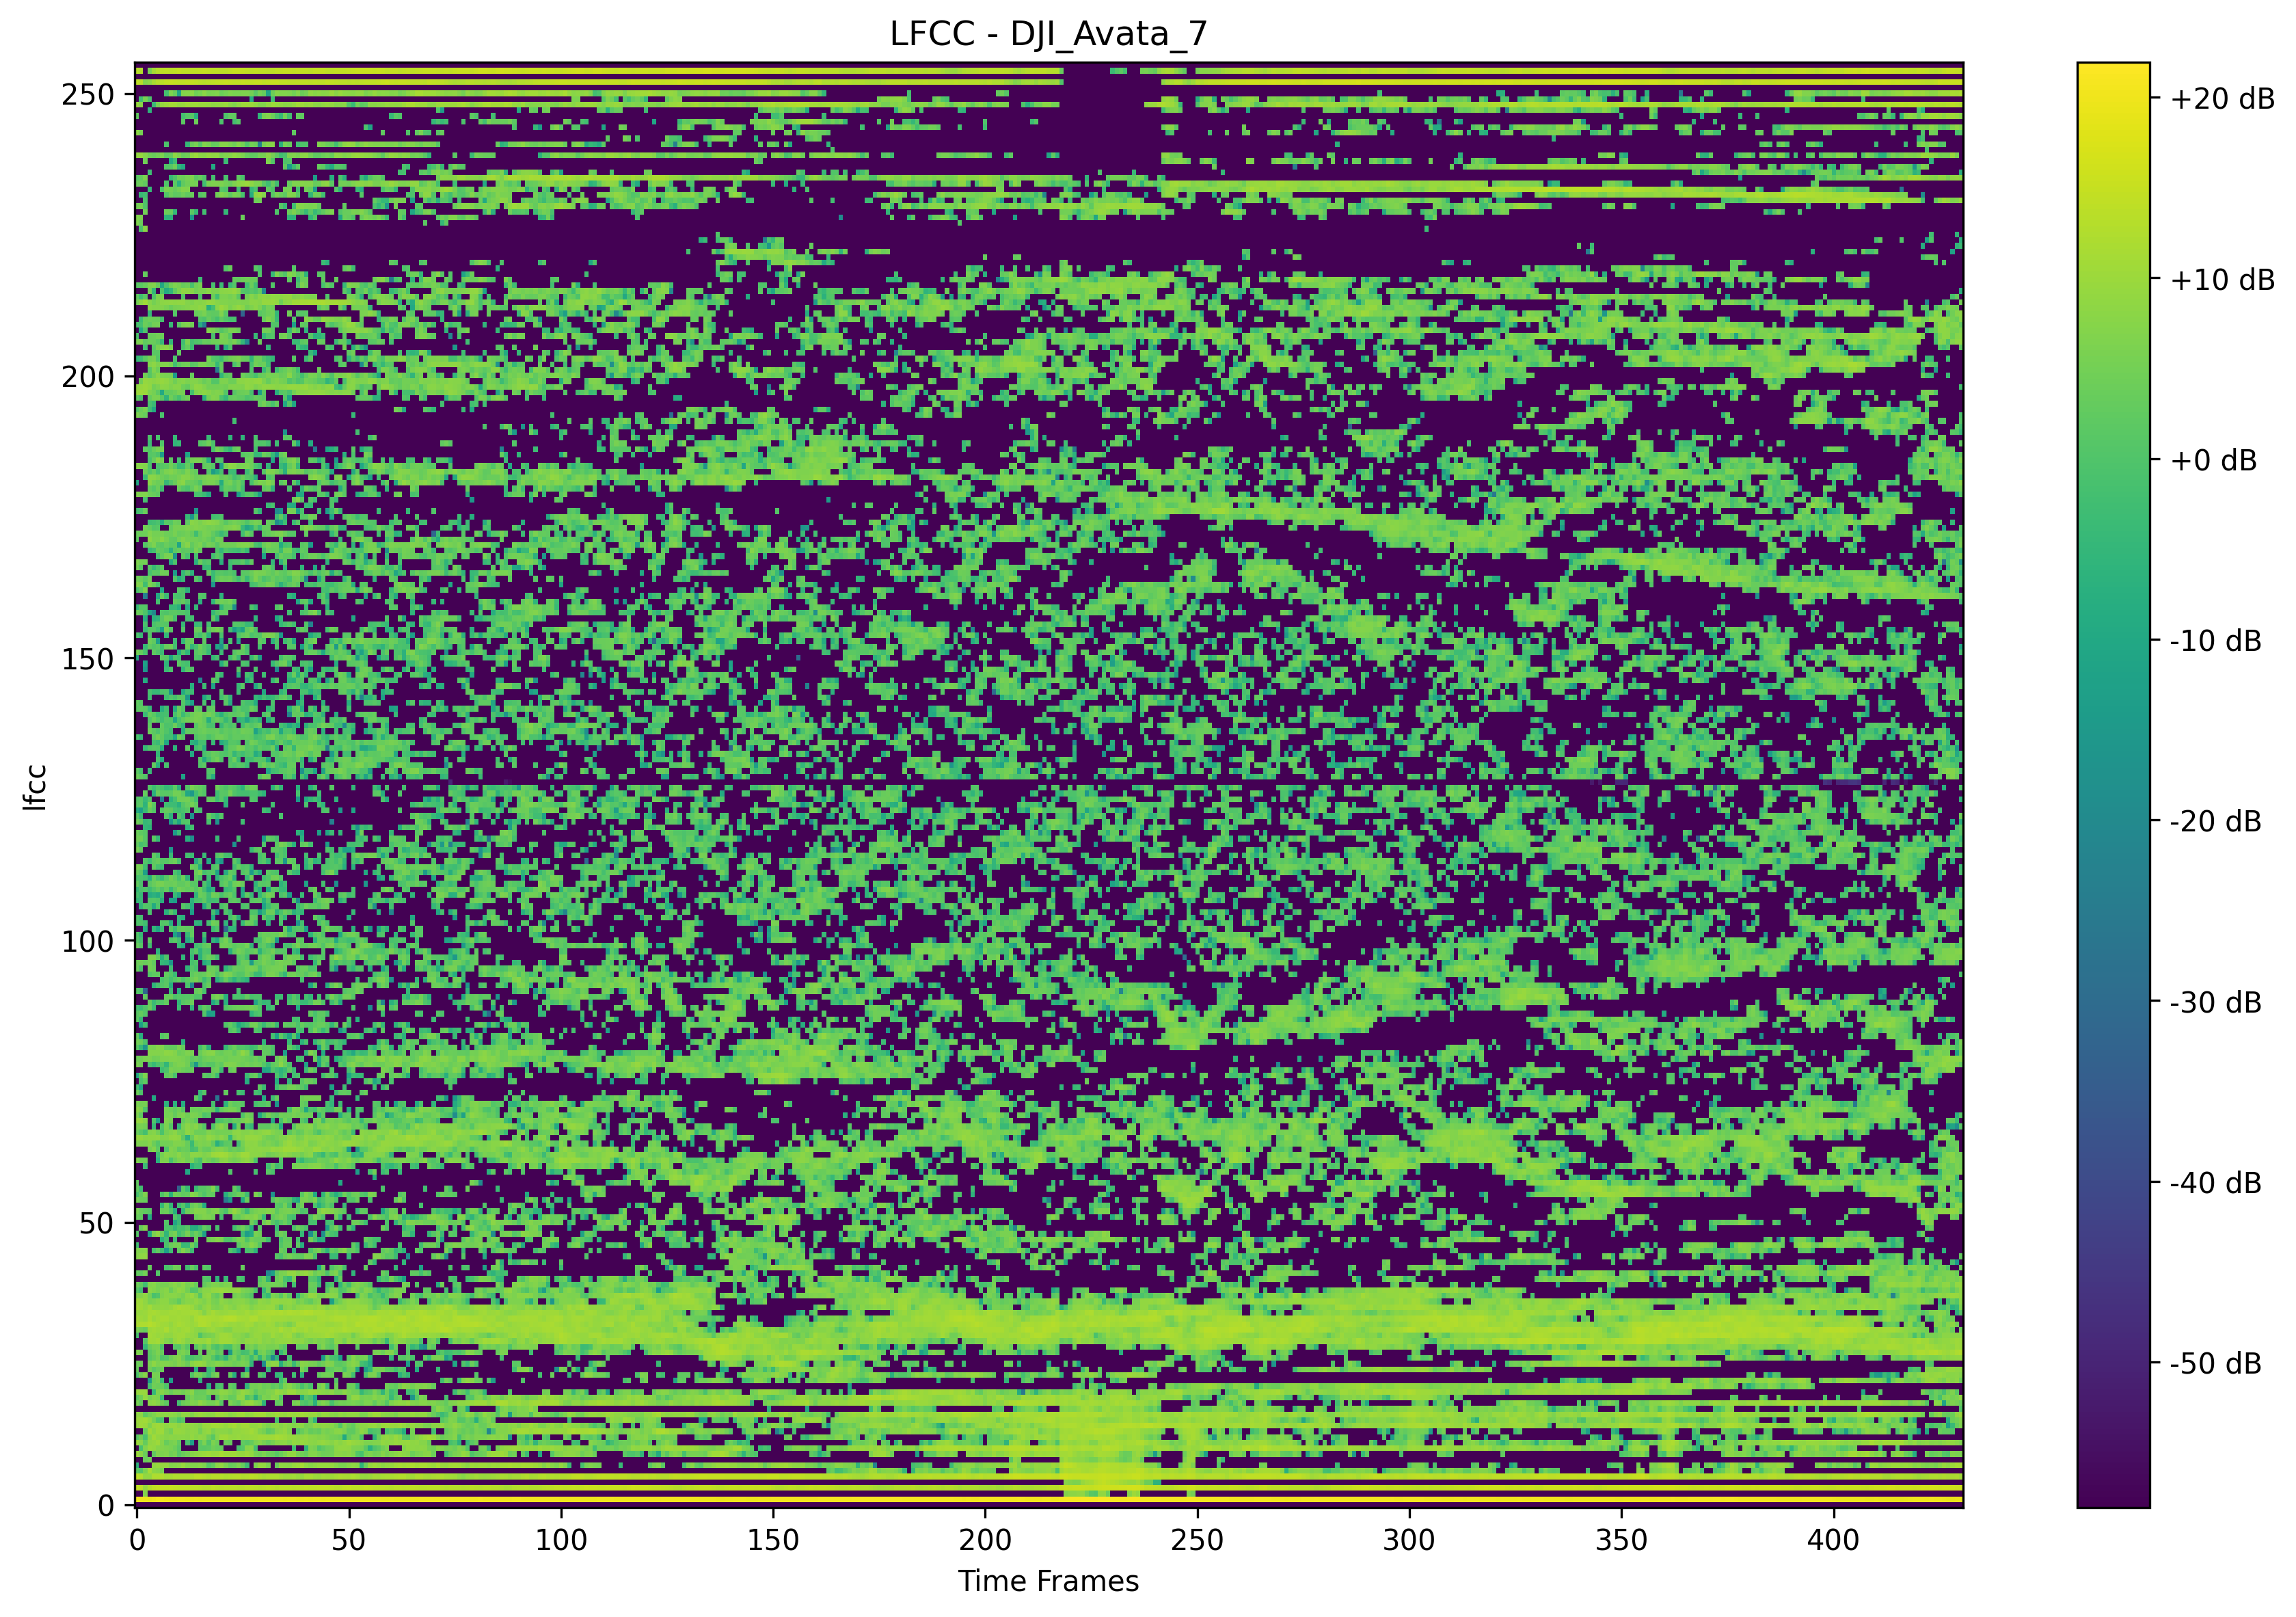 LFCC - DJI_Avata_7
250
200
150
100
50
0
lfcc
0 50 100 150 200 250 300 350 400
Time Frames
+20 dB
+10 dB
+0 dB
-10 dB
-20 dB
-30 dB
-40 dB
-50 dB